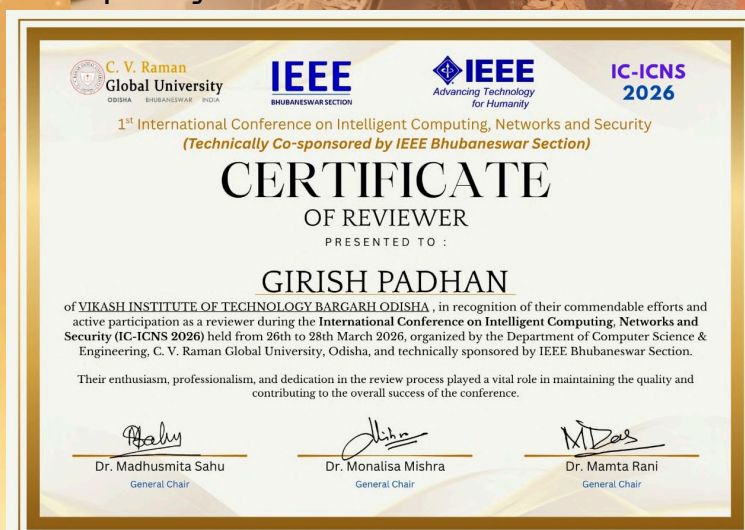 C. V. Raman
Global University
ODISHA BHUBANESWAR INDIA
IEEE
BHUBANESWAR SECTION
IEEE
Advancing Technology
for Humanity
IC-ICNS
2026
1st International Conference on Intelligent Computing, Networks and Security
(Technically Co-sponsored by IEEE Bhubaneswar Section)
CERTIFICATE
OF REVIEWER
PRESENTED TO :
GIRISH PADHAN
of VIKASH INSTITUTE OF TECHNOLOGY BARGARH ODISHA , in recognition of their commendable efforts and
active participation as a reviewer during the International Conference on Intelligent Computing, Networks and
Security (IC-ICNS 2026) held from 26th to 28th March 2026, organized by the Department of Computer Science &
Engineering, C. V. Raman Global University, Odisha, and technically sponsored by IEEE Bhubaneswar Section.
Their enthusiasm, professionalism, and dedication in the review process played a vital role in maintaining the quality and
contributing to the overall success of the conference.
Dr. Madhusmita Sahu
General Chair
Dr. Monalisa Mishra
General Chair
MDas
Dr. Mamta Rani
General Chair